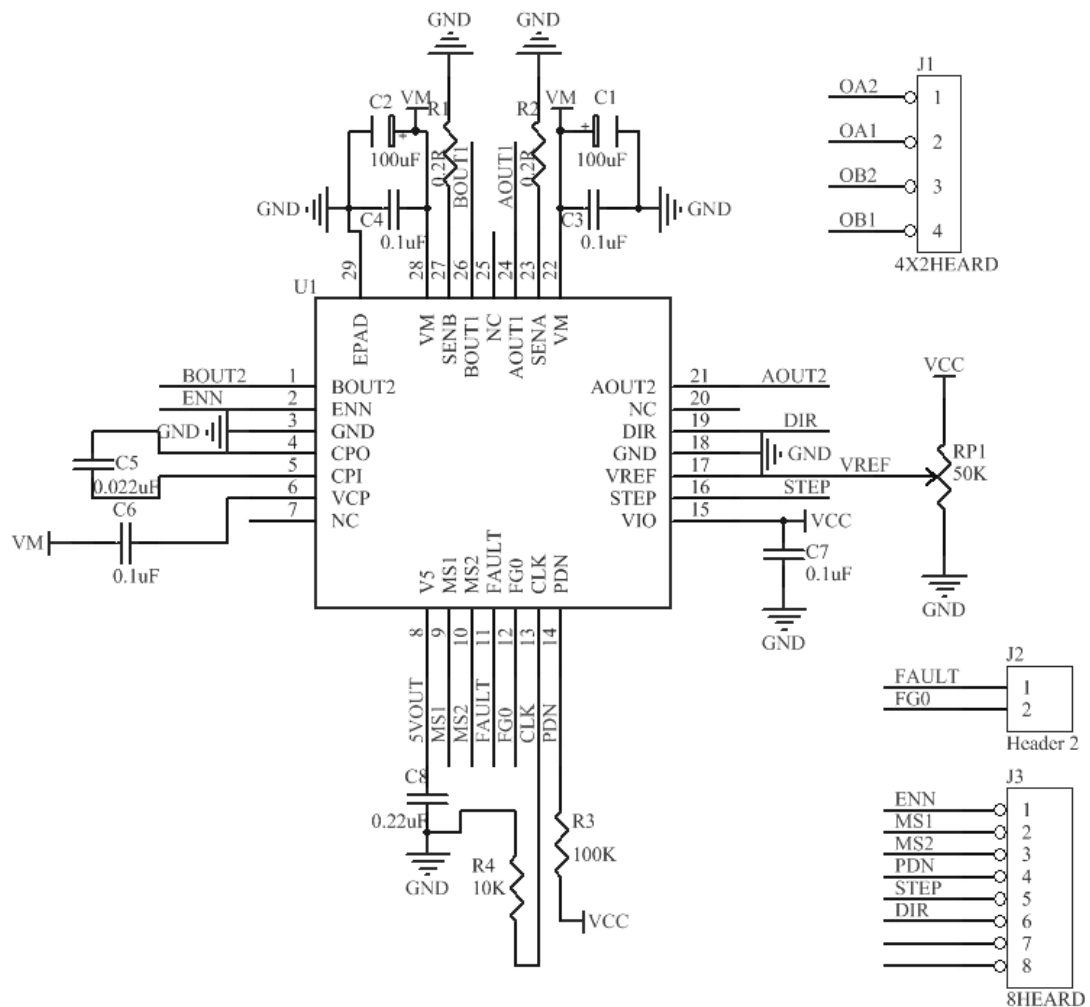 GND
GND
J1
C2
VM
R1
R2
VM
C1
OA2
1
100uF
0.2R
BOUT1
AOUT1
0.2R
100uF
OA1
2
OB2
3
GND
C4
0.1uF
C3
0.1uF
GND
OB1
4
4X2HEARD
29
28
27
26
25
24
23
22
U1
EPAD
VM
SENB
BOUT1
NC
AOUT1
SENA
VM
BOUT2
1
BOUT2
AOUT2
21
AOUT2
VCC
ENN
2
ENN
NC
20
GND
3
GND
DIR
19
DIR
4
CPO
GND
18
GND
RP1
50K
C5
0.022uF
5
CPI
VREF
17
VREF
6
VCP
STEP
16
STEP
C6
7
NC
VIO
15
VCC
VM
0.1uF
C7
0.1uF
V5
MS1
MS2
FAULT
FG0
CLK
PDN
GND
GND
8
9
10
11
12
13
14
J2
5VOUT
MS1
MS2
FAULT
FG0
CLK
PDN
FAULT
1
FG0
2
Header 2
C8
0.22uF
J3
GND
R4
10K
R3
100K
VCC
ENN
1
MS1
2
MS2
3
PDN
4
STEP
5
DIR
6
7
8
8HEARD